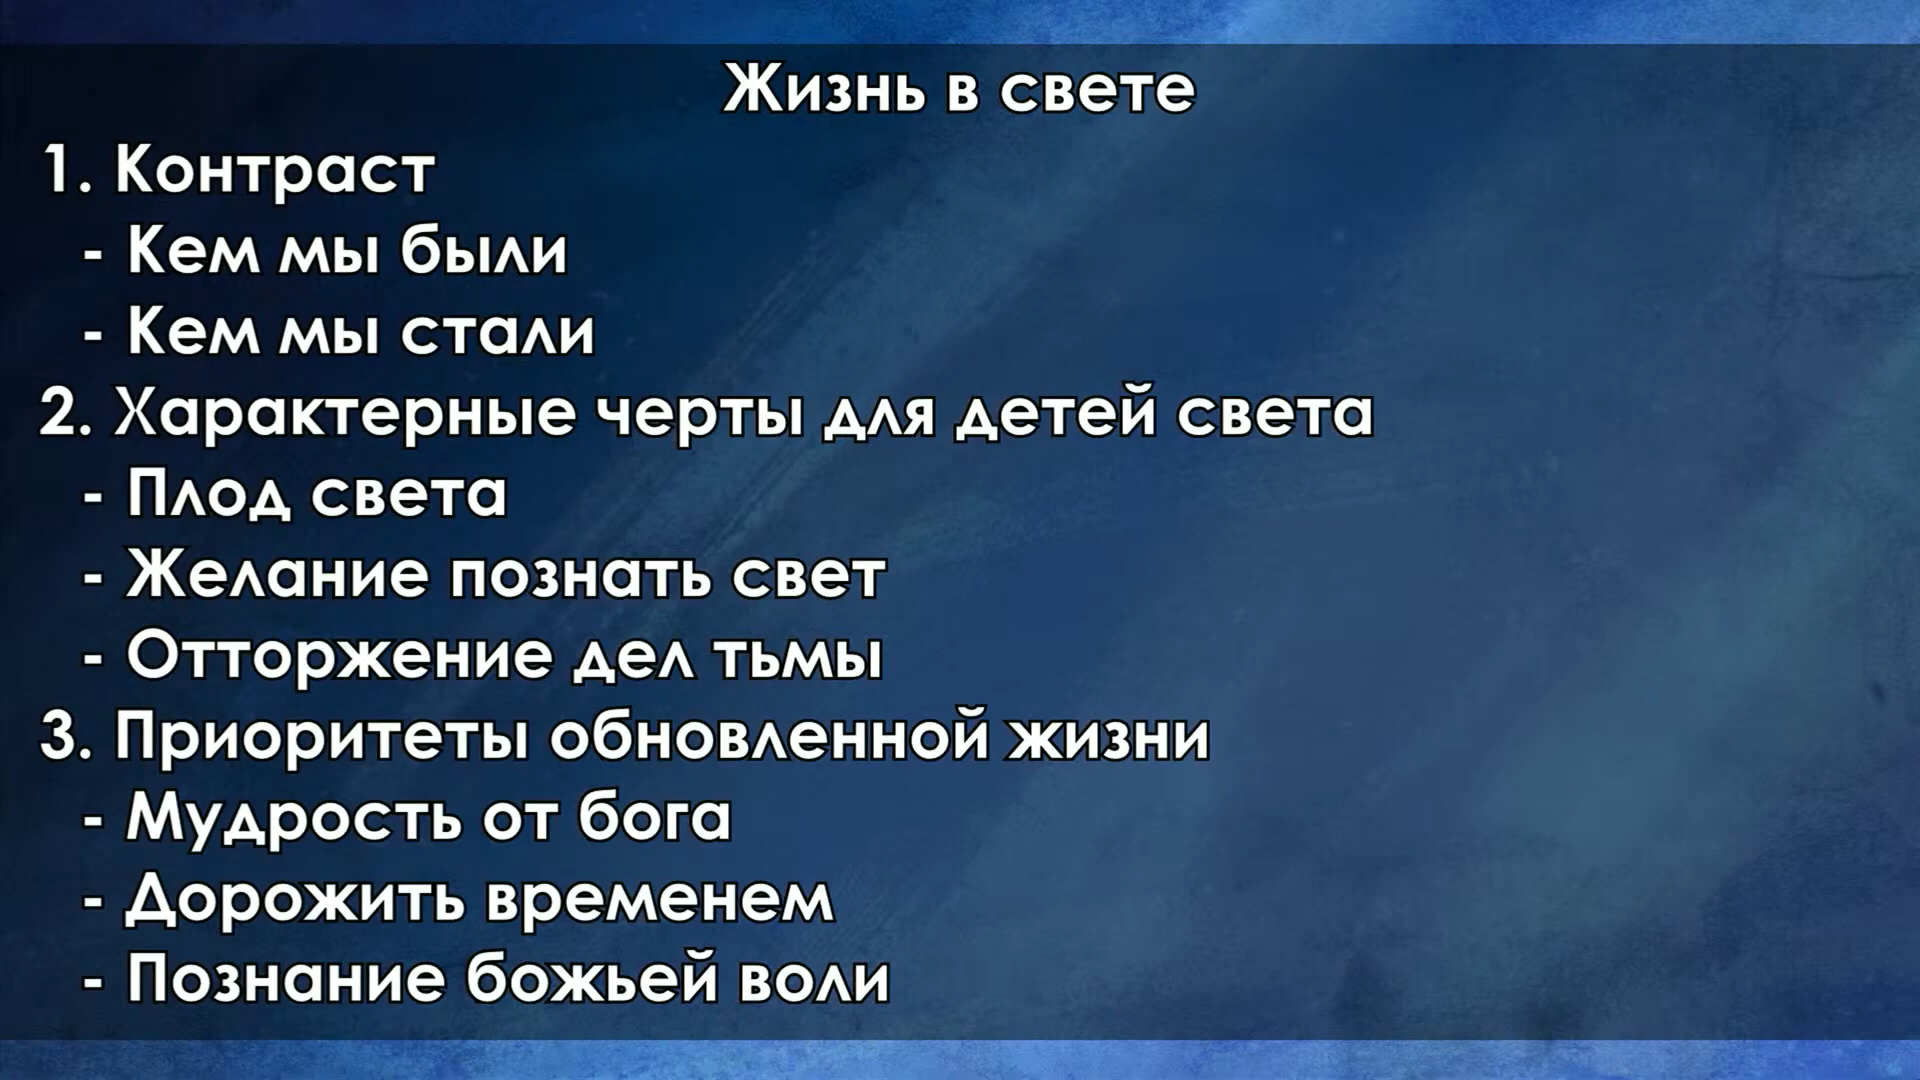 Жизнь в свете
1. Контраст
- Кем мы были
- Кем мы стали
2. Характерные черты для детей света
- Плод света
- Желание познать свет
- Отторжение дел тьмы
3. Приоритеты обновленной жизни
- Мудрость от бога
- Дорожить временем
- Познание божьей воли